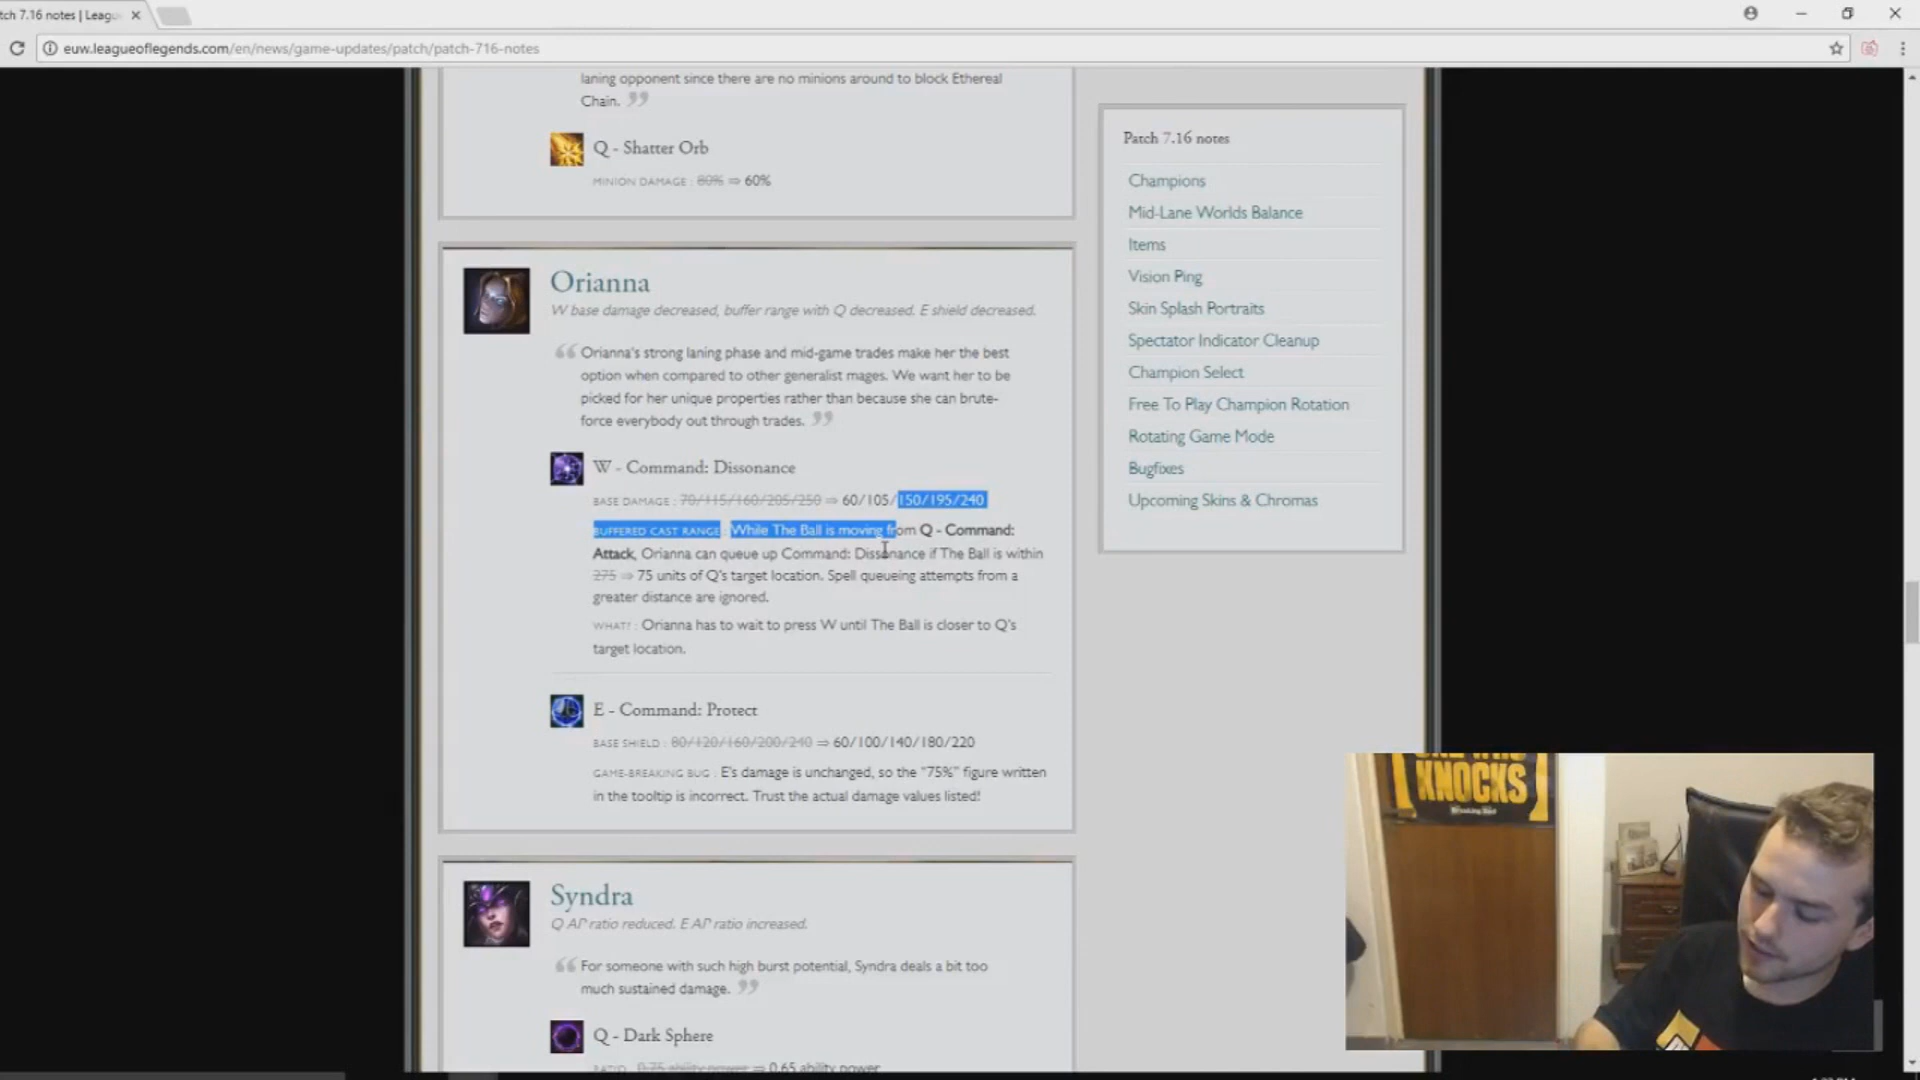 tch 7.16 notes | Leagu
euw.leagueoflegends.com/en/news/game-updates/patch/patch-716-notes
laning opponent since there are no minions around to block Ethereal
Chain.
Q - Shatter Orb
MINION DAMAGE : 80% ⇒ 60%
Orianna
W base damage decreased, buffer range with Q decreased. E shield decreased.
Orianna's strong laning phase and mid-game trades make her the best
option when compared to other generalist mages. We want her to be
picked for her unique properties rather than because she can brute-
force everybody out through trades.
W - Command: Dissonance
BASE DAMAGE : 70/115/160/205/250 ⇒ 60/105/150/195/240
BUFFERED CAST RANGE : While The Ball is moving from Q - Command:
Attack, Orianna can queue up Command: Dissonance if The Ball is within
275 ⇒ 75 units of Q's target location. Spell queueing attempts from a
greater distance are ignored.
WHAT? : Orianna has to wait to press W until The Ball is closer to Q's
target location.
E - Command: Protect
BASE SHIELD : 80/120/160/200/240 ⇒ 60/100/140/180/220
GAME-BREAKING BUG : E's damage is unchanged, so the "75%" figure written
in the tooltip is incorrect. Trust the actual damage values listed!
Syndra
Q AP ratio reduced. E AP ratio increased.
For someone with such high burst potential, Syndra deals a bit too
much sustained damage.
Q - Dark Sphere
RATIO : 0.75 ability power ⇒ 0.65 ability power
Patch 7.16 notes
Champions
Mid-Lane Worlds Balance
Items
Vision Ping
Skin Splash Portraits
Spectator Indicator Cleanup
Champion Select
Free To Play Champion Rotation
Rotating Game Mode
Bugfixes
Upcoming Skins & Chromas
KNOCKS
Breaking Bad